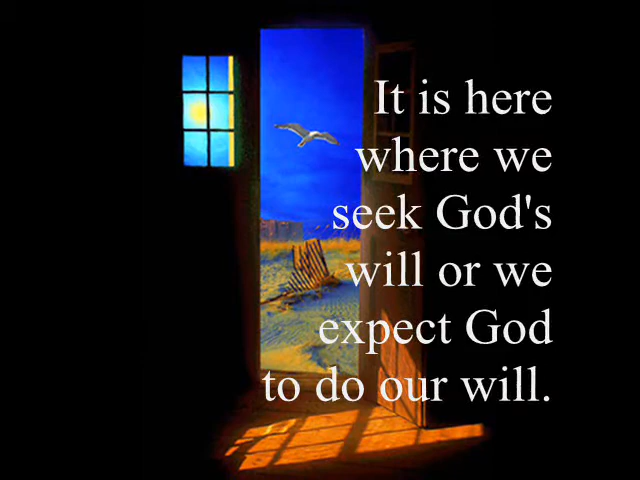 It is here
where we
seek God's
will or we
expect God
to do our will.